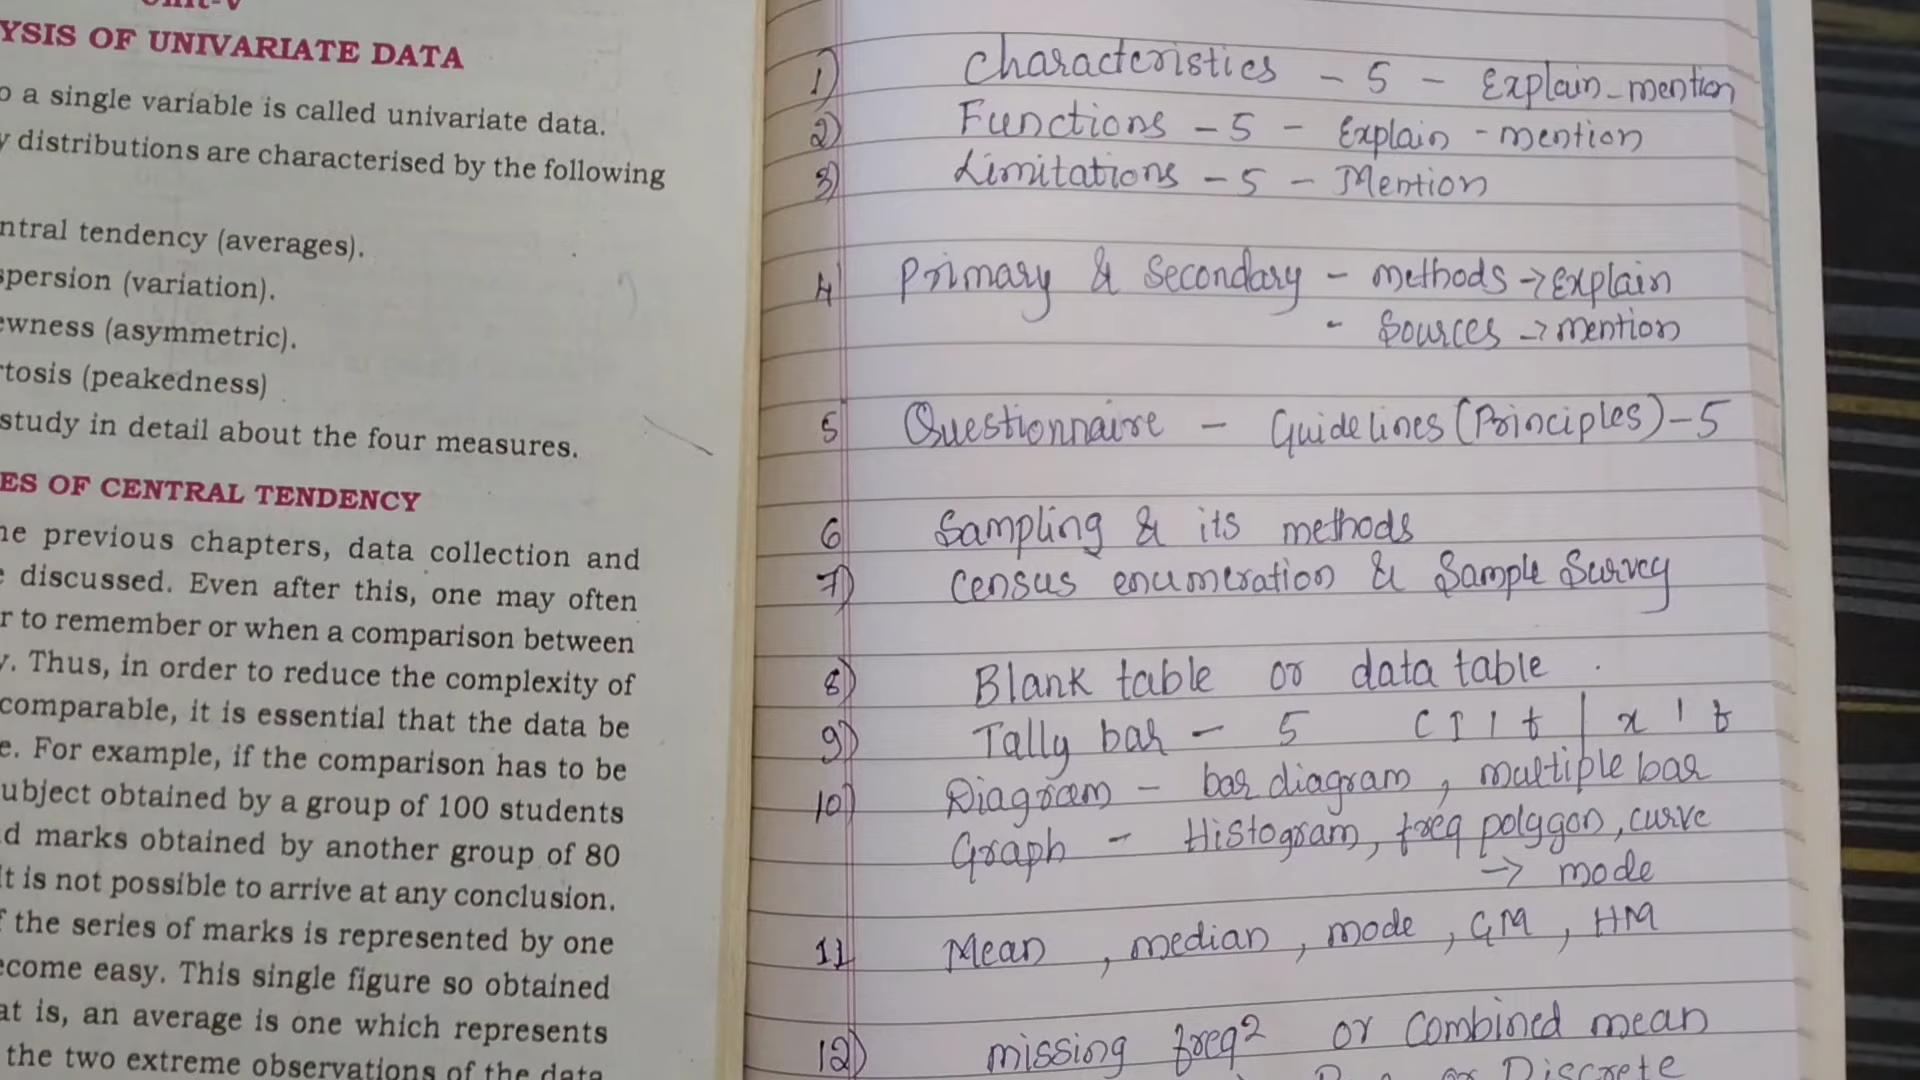 YSIS OF UNIVARIATE DATA
o a single variable is called univariate data.
y distributions are characterised by the following
ntral tendency (averages).
spersion (variation).
ewness (asymmetric).
rtosis (peakedness)
study in detail about the four measures.
ES OF CENTRAL TENDENCY
he previous chapters, data collection and
e discussed. Even after this, one may often
r to remember or when a comparison between
y. Thus, in order to reduce the complexity of
comparable, it is essential that the data be
e. For example, if the comparison has to be
ubject obtained by a group of 100 students
d marks obtained by another group of 80
It is not possible to arrive at any conclusion.
f the series of marks is represented by one
ecome easy. This single figure so obtained
at is, an average is one which represents
the two extreme observations of the data
1) Characteristics - 5 - Explain - mention
2) Functions - 5 - Explain - mention
3) Limitations - 5 - Mention
4) Primary & Secondary - methods → explain
- Sources → mention
5 Questionnaire - Guidelines (Principles) - 5
6 Sampling & its methods
7) Census enumeration & Sample Survey
8) Blank table or data table .
9) Tally bar - 5 CI | f | x | f
10) Diagram - bar diagram, multiple bar
Graph - Histogram, freq polygon, curve
→ mode
11 Mean, median, mode, GM, HM
12) missing freq² or Combined mean
or Discrete